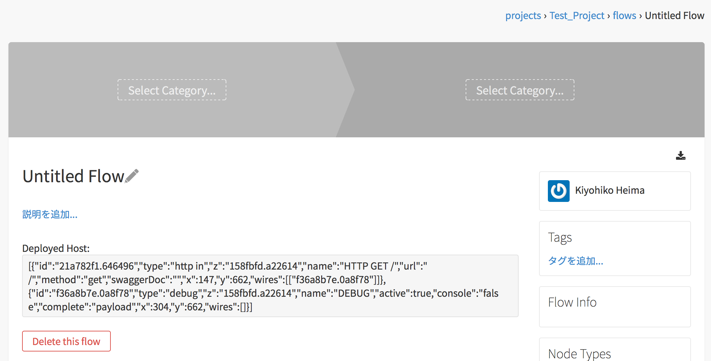 projects › Test_Project › flows › Untitled Flow
Select Category...
Select Category...
Untitled Flow
Kiyohiko Heima
説明を追加...
Tags
タグを追加...
Deployed Host:
[{"id":"21a782f1.646496","type":"http in","z":"158fbfd.a22614","name":"HTTP GET /","url":"
/","method":"get","swaggerDoc":"","x":147,"y":662,"wires":[["f36a8b7e.0a8f78"]]},
{"id":"f36a8b7e.0a8f78","type":"debug","z":"158fbfd.a22614","name":"DEBUG","active":true,"console":"fals
e","complete":"payload","x":304,"y":662,"wires":[]}]
Flow Info
Delete this flow
Node Types